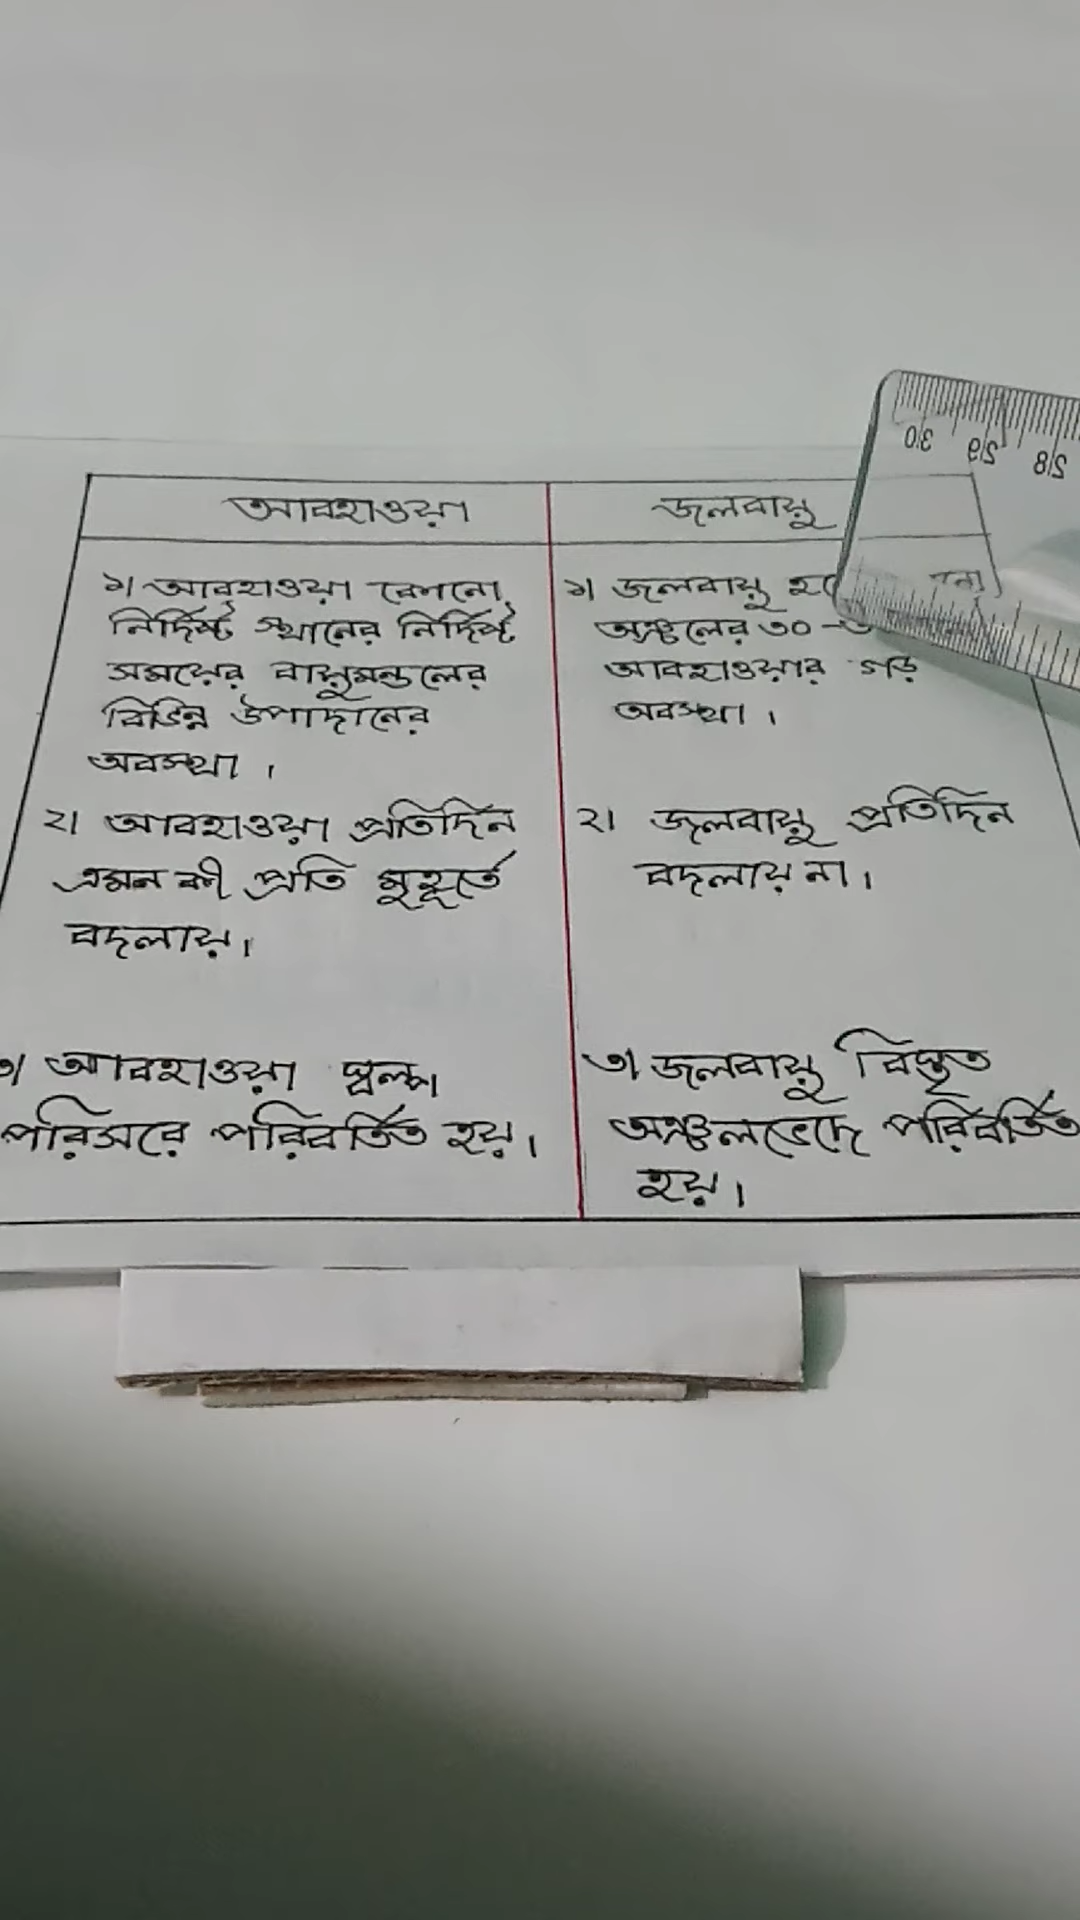 আবহাওয়া
জলবায়ু
১। আবহাওয়া কোনো
নির্দিষ্ট স্থানের নির্দিষ্ট
সময়ের বায়ুমন্ডলের
বিভিন্ন উপাদানের
অবস্থা ।
২। আবহাওয়া প্রতিদিন
এমন কী প্রতি মুহূর্তে
বদলায়।
৩। আবহাওয়া স্বল্প
পরিসরে পরিবর্তিত হয়।
১। জলবায়ু
অঞ্চলের ৩০-
আবহাওয়ার গড়
অবস্থা ।
২। জলবায়ু প্রতিদিন
বদলায় না।
৩। জলবায়ু বিস্তৃত
অঞ্চলভেদে পরিবর্তিত
হয়।
30 29 28